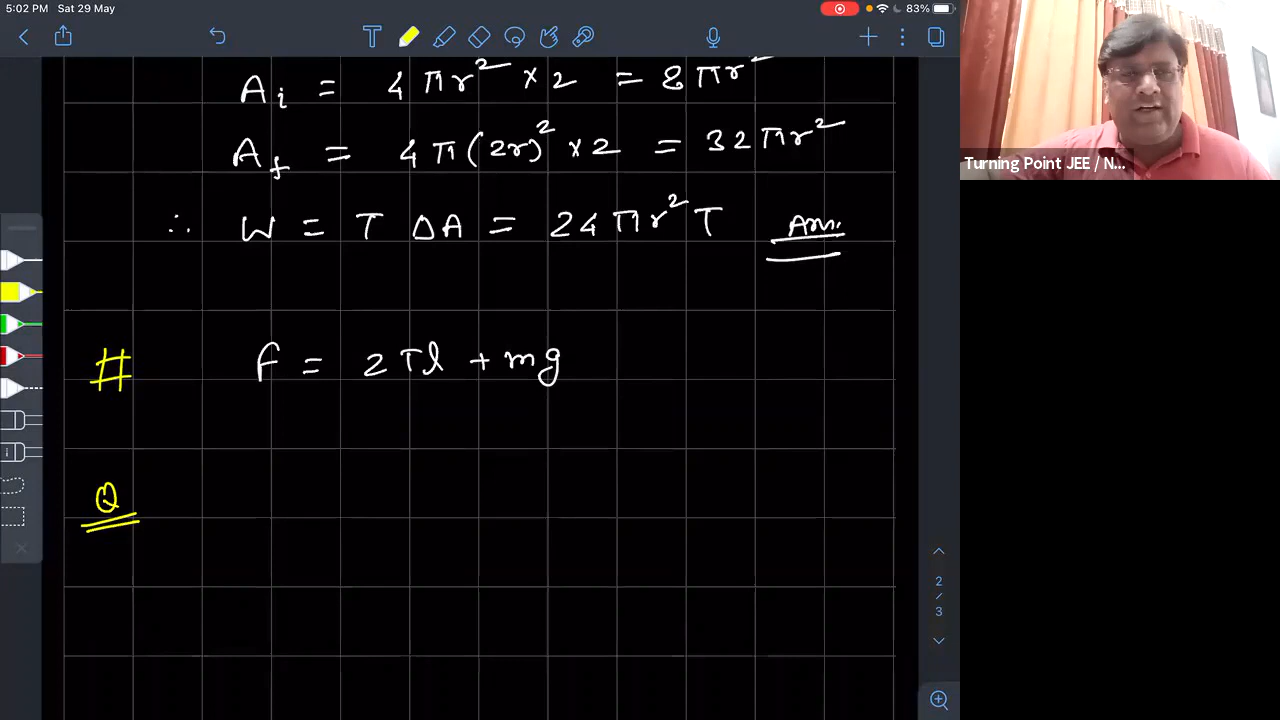 5:02 PM Sat 29 May 83%
Turning Point JEE / N...
A_i = 4πr² × 2 = 8πr²
A_f = 4π(2r)² × 2 = 32πr²
∴ W = T ΔA = 24πr²T Ans.
# F = 2Tl + mg
Q
2
/
3